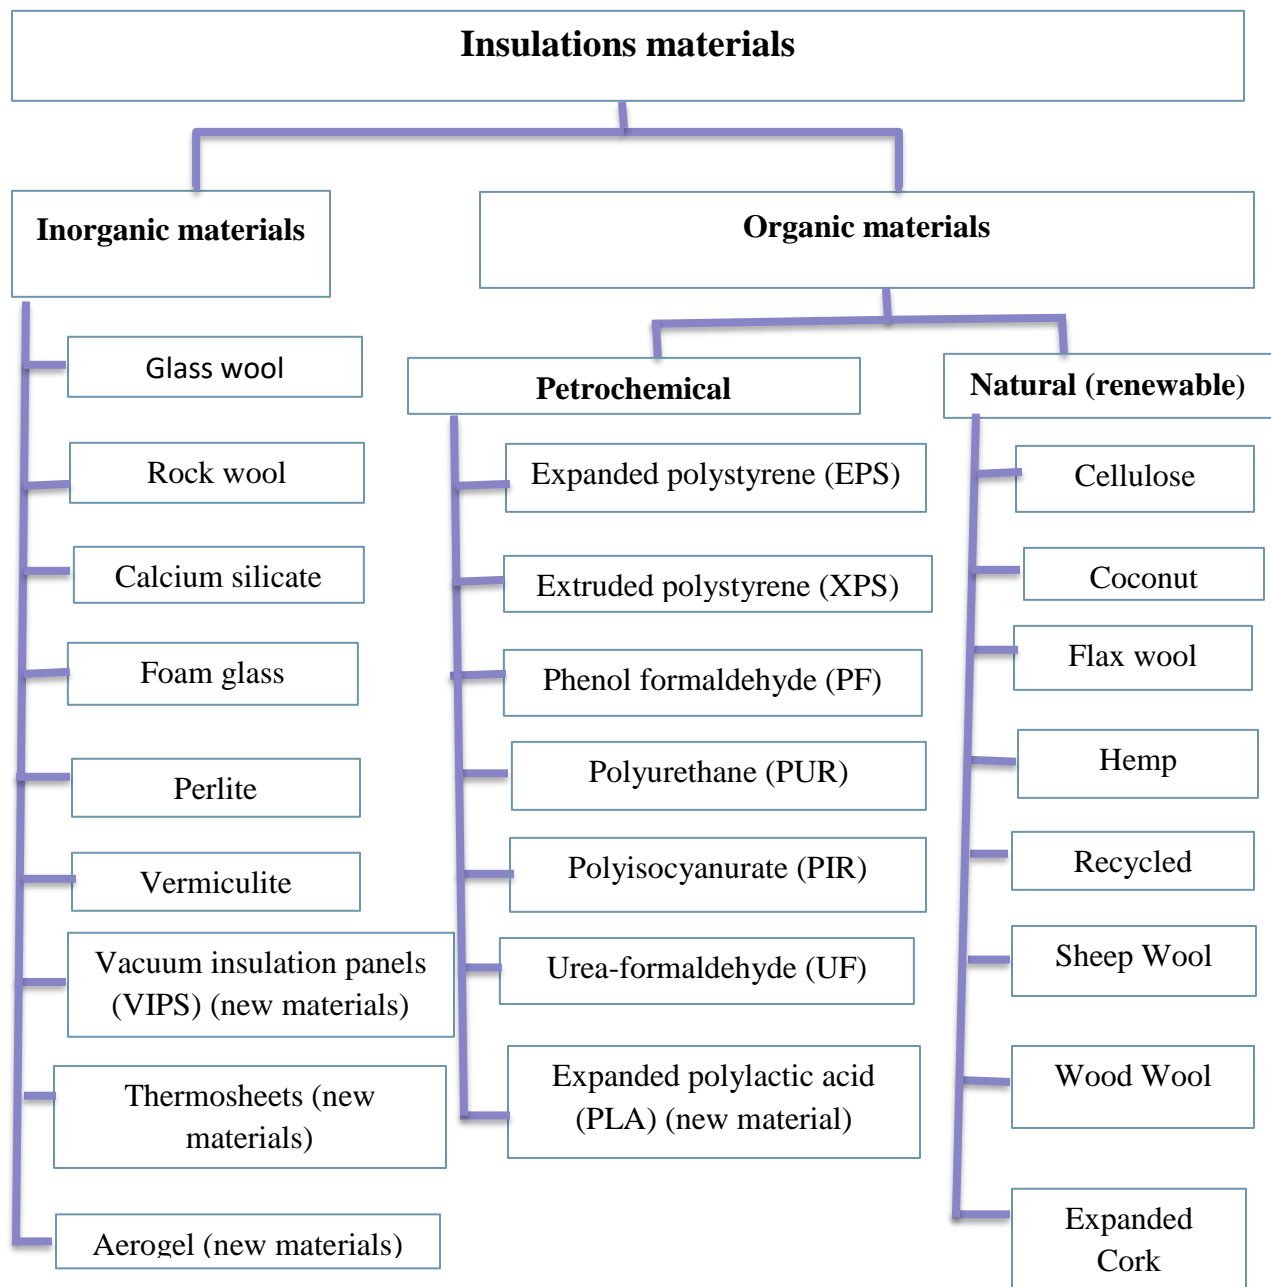 Insulations materials
Inorganic materials
Organic materials
Glass wool
Rock wool
Calcium silicate
Foam glass
Perlite
Vermiculite
Vacuum insulation panels
(VIPS) (new materials)
Thermosheets (new
materials)
Aerogel (new materials)
Petrochemical
Expanded polystyrene (EPS)
Extruded polystyrene (XPS)
Phenol formaldehyde (PF)
Polyurethane (PUR)
Polyisocyanurate (PIR)
Urea-formaldehyde (UF)
Expanded polylactic acid
(PLA) (new material)
Natural (renewable)
Cellulose
Coconut
Flax wool
Hemp
Recycled
Sheep Wool
Wood Wool
Expanded
Cork